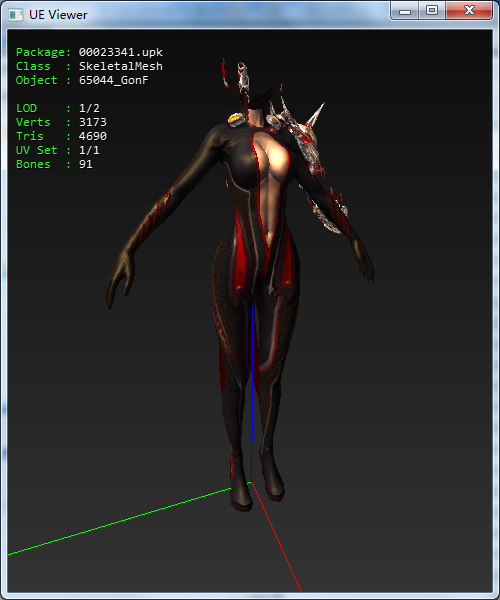 UE Viewer
Package: 00023341.upk
Class : SkeletalMesh
Object : 65044_GonF
LOD : 1/2
Verts : 3173
Tris : 4690
UV Set : 1/1
Bones : 91